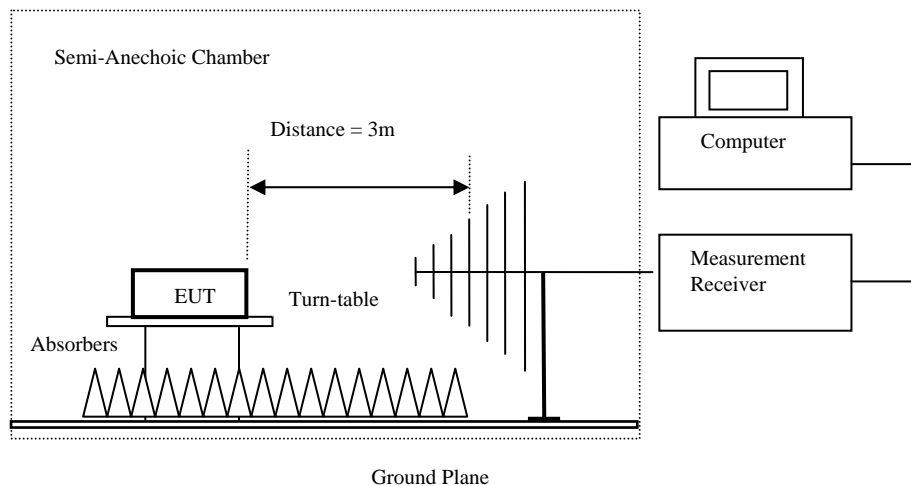 Semi-Anechoic Chamber
Distance = 3m
Computer
Measurement
Receiver
EUT
Turn-table
Absorbers
Ground Plane